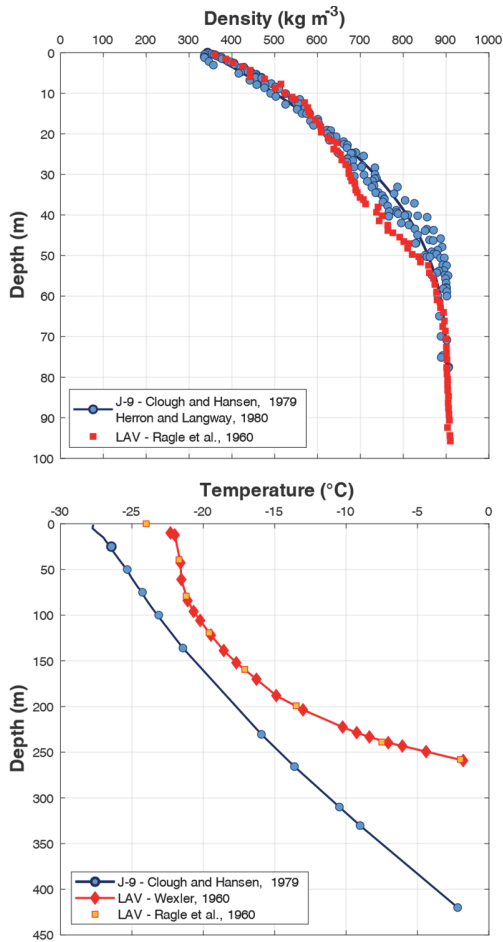 Density (kg m-3)
0 100 200 300 400 500 600 700 800 900 1000
0
10
20
30
40
50
60
70
80
90
100
Depth (m)
J-9 - Clough and Hansen, 1979
Herron and Langway, 1980
LAV - Ragle et al., 1960
Temperature (°C)
-30 -25 -20 -15 -10 -5 0
0
50
100
150
200
250
300
350
400
450
Depth (m)
J-9 - Clough and Hansen, 1979
LAV - Wexler, 1960
LAV - Ragle et al., 1960